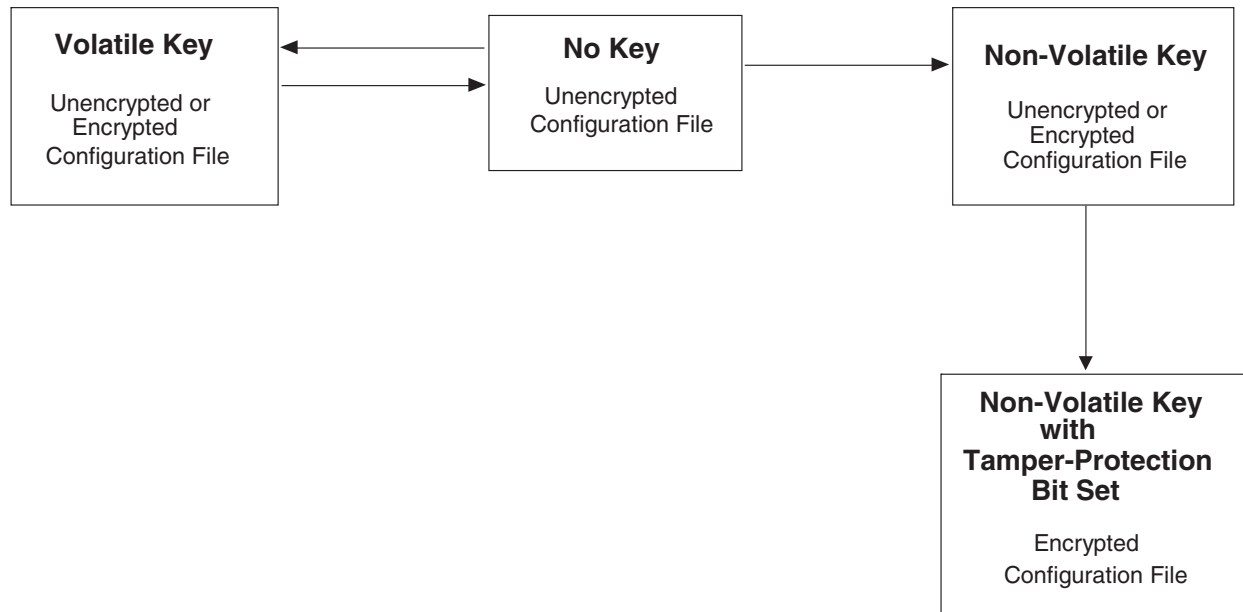 Volatile Key
Unencrypted or
Encrypted
Configuration File
No Key
Unencrypted
Configuration File
Non-Volatile Key
Unencrypted or
Encrypted
Configuration File
Non-Volatile Key
with
Tamper-Protection
Bit Set
Encrypted
Configuration File